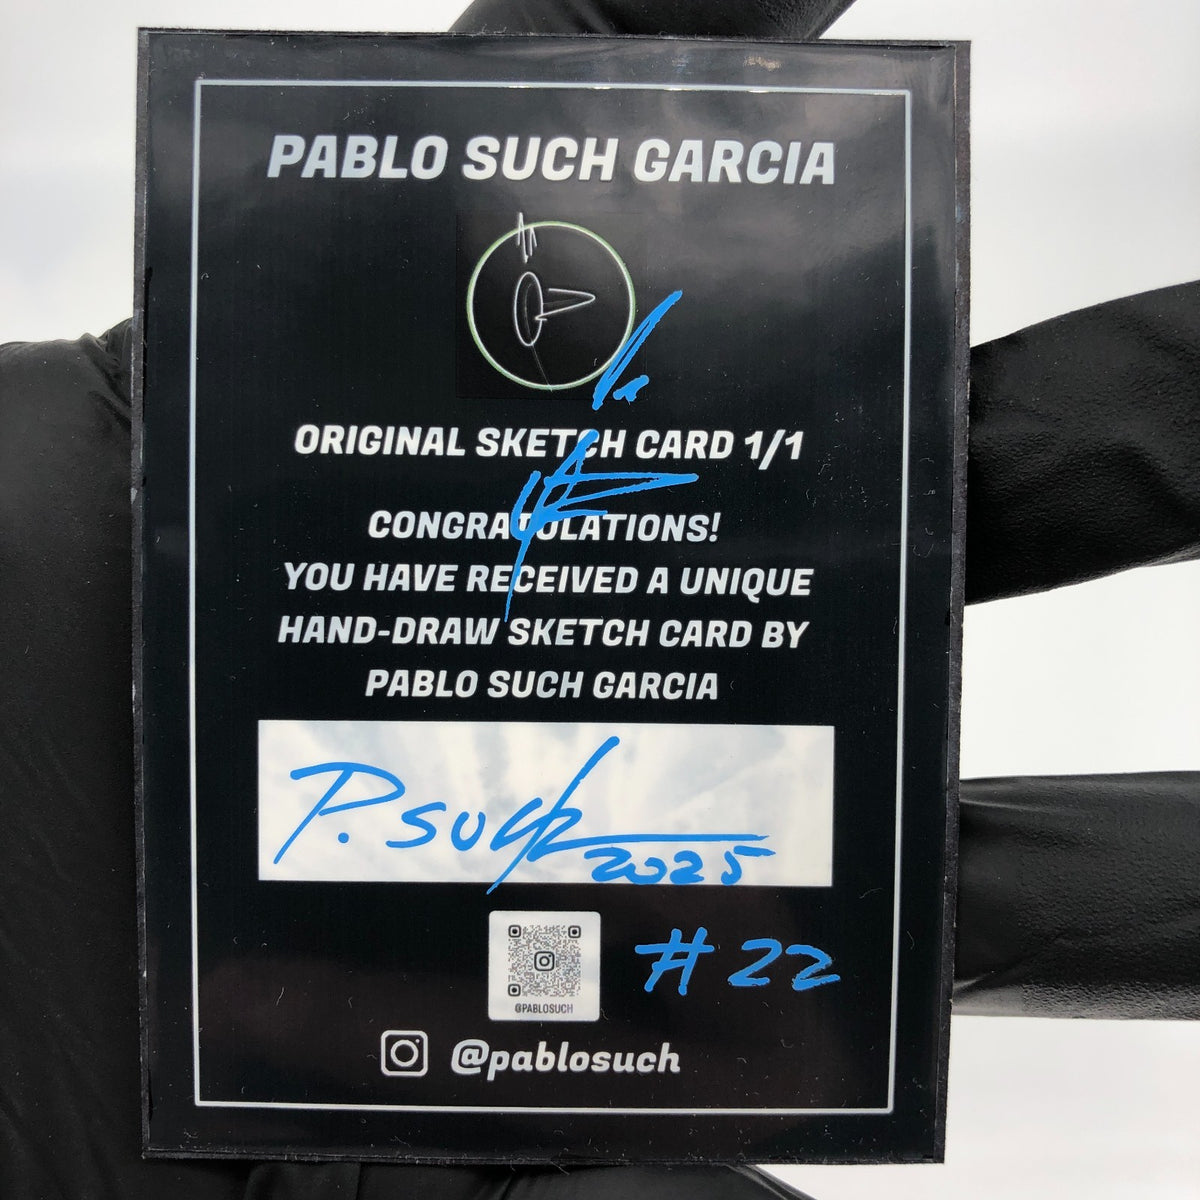 PABLO SUCH GARCIA
ORIGINAL SKETCH CARD 1/1
CONGRATULATIONS!
YOU HAVE RECEIVED A UNIQUE
HAND-DRAW SKETCH CARD BY
PABLO SUCH GARCIA
P. SUCH
2025
# 22
@PABLOSUCH
@pablosuch